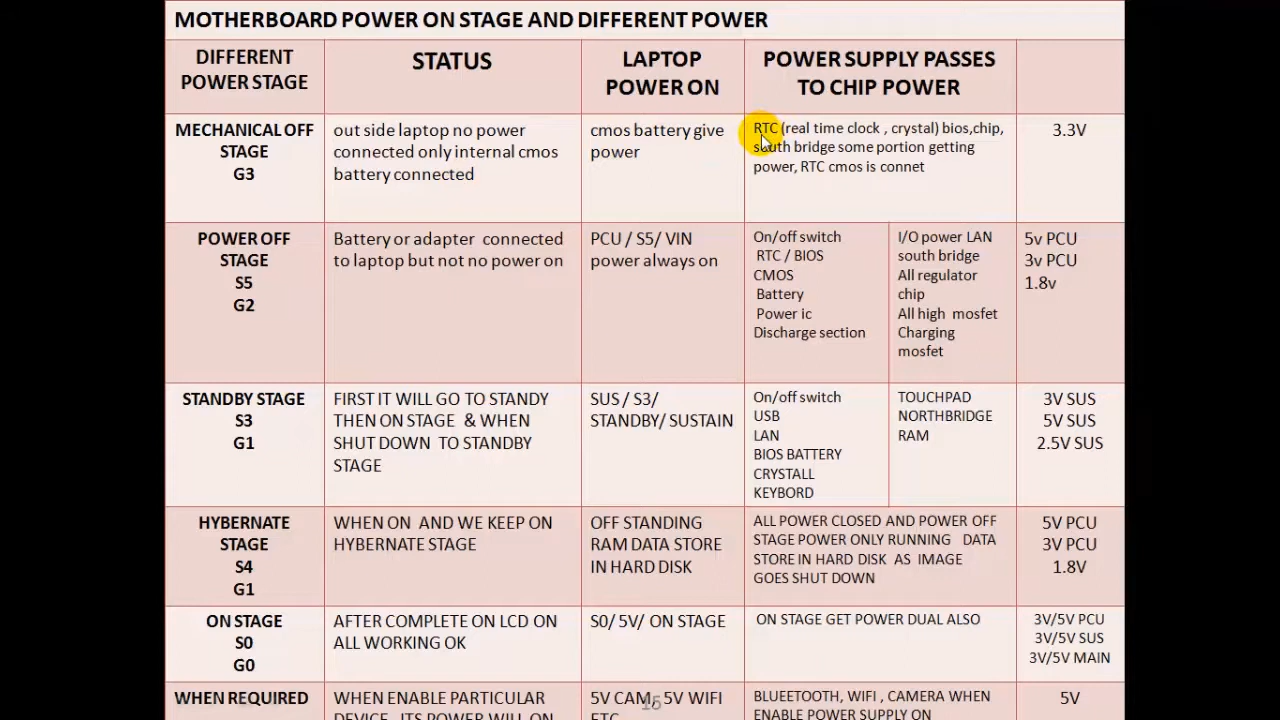 MOTHERBOARD POWER ON STAGE AND DIFFERENT POWER
DIFFERENT
POWER STAGE
STATUS
LAPTOP
POWER ON
POWER SUPPLY PASSES
TO CHIP POWER
MECHANICAL OFF
STAGE
G3
out side laptop no power
connected only internal cmos
battery connected
cmos battery give
power
RTC (real time clock , crystal) bios,chip,
south bridge some portion getting
power, RTC cmos is connet
3.3V
POWER OFF
STAGE
S5
G2
Battery or adapter connected
to laptop but not no power on
PCU / S5/ VIN
power always on
On/off switch
RTC / BIOS
CMOS
Battery
Power ic
Discharge section
I/O power LAN
south bridge
All regulator
chip
All high mosfet
Charging
mosfet
5v PCU
3v PCU
1.8v
STANDBY STAGE
S3
G1
FIRST IT WILL GO TO STANDY
THEN ON STAGE & WHEN
SHUT DOWN TO STANDBY
STAGE
SUS / S3/
STANDBY/ SUSTAIN
On/off switch
USB
LAN
BIOS BATTERY
CRYSTALL
KEYBORD
TOUCHPAD
NORTHBRIDGE
RAM
3V SUS
5V SUS
2.5V SUS
HYBERNATE
STAGE
S4
G1
WHEN ON AND WE KEEP ON
HYBERNATE STAGE
OFF STANDING
RAM DATA STORE
IN HARD DISK
ALL POWER CLOSED AND POWER OFF
STAGE POWER ONLY RUNNING DATA
STORE IN HARD DISK AS IMAGE
GOES SHUT DOWN
5V PCU
3V PCU
1.8V
ON STAGE
S0
G0
AFTER COMPLETE ON LCD ON
ALL WORKING OK
S0/ 5V/ ON STAGE
ON STAGE GET POWER DUAL ALSO
3V/5V PCU
3V/5V SUS
3V/5V MAIN
WHEN REQUIRED
WHEN ENABLE PARTICULAR
DEVICE ITS POWER WILL ON
5V CAM, 5V WIFI
ETC
BLUEETOOTH, WIFI , CAMERA WHEN
ENABLE POWER SUPPLY ON
5V
15